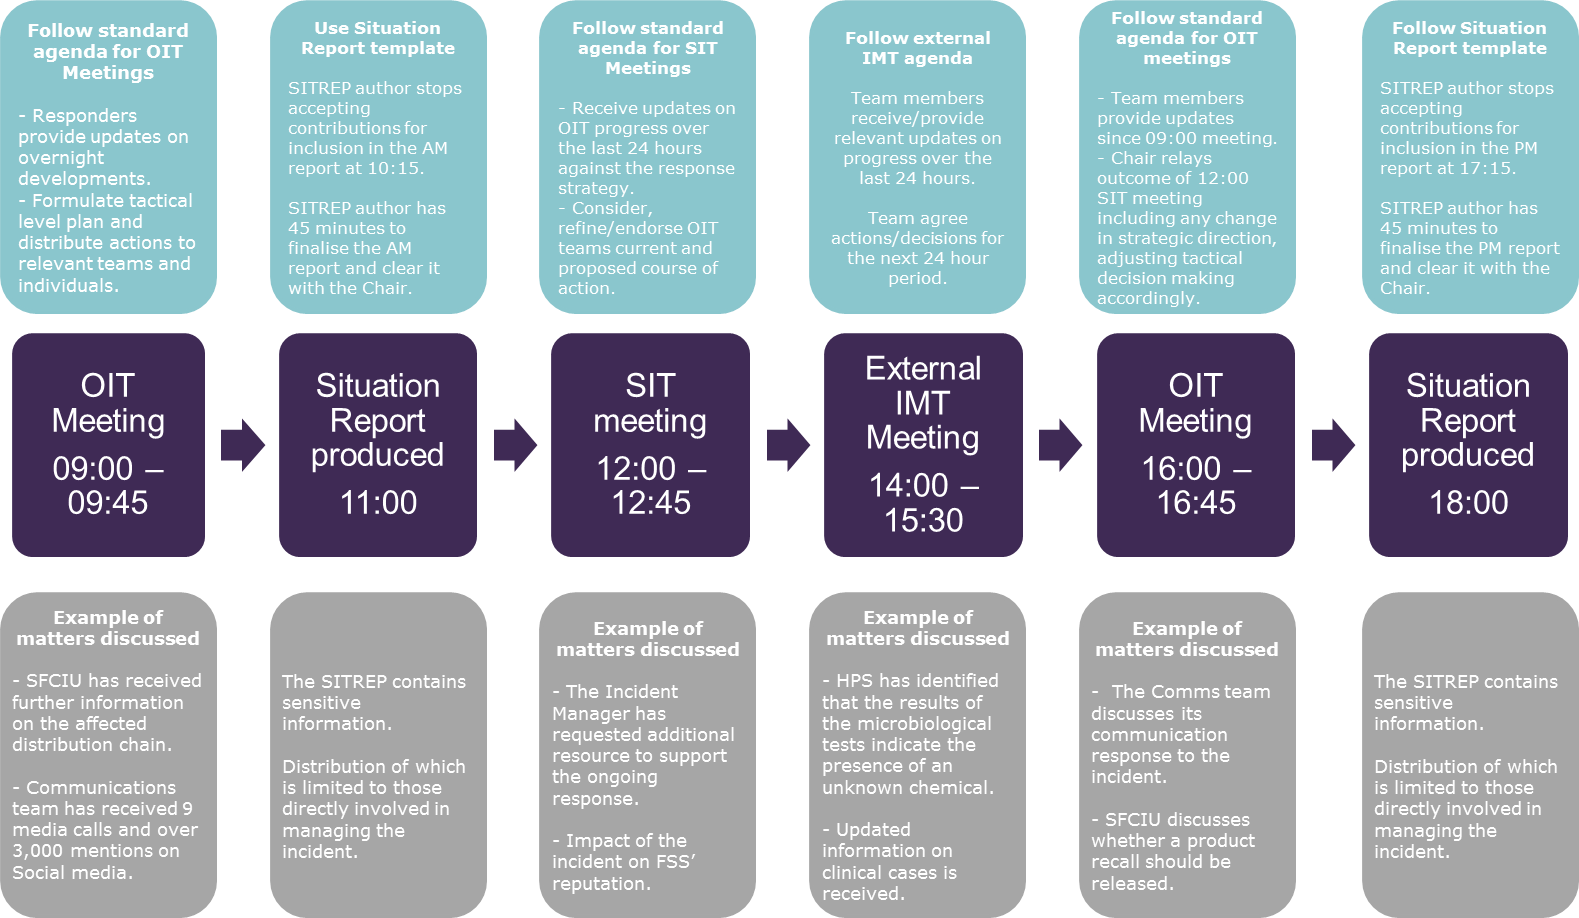 Follow standard
agenda for OIT
Meetings
- Responders
provide updates on
overnight
developments.
- Formulate tactical
level plan and
distribute actions to
relevant teams and
individuals.
Use Situation
Report template
SITREP author stops
accepting
contributions for
inclusion in the AM
report at 10:15.
SITREP author has
45 minutes to
finalise the AM
report and clear it
with the Chair.
Follow standard
agenda for SIT
Meetings
- Receive updates on
OIT progress over
the last 24 hours
against the response
strategy.
- Consider,
refine/endorse OIT
teams current and
proposed course of
action.
Follow external
IMT agenda
Team members
receive/provide
relevant updates on
progress over the
last 24 hours.
Team agree
actions/decisions for
the next 24 hour
period.
Follow standard
agenda for OIT
meetings
- Team members
provide updates
since 09:00 meeting.
- Chair relays
outcome of 12:00
SIT meeting
including any change
in strategic direction,
adjusting tactical
decision making
accordingly.
Follow Situation
Report template
SITREP author stops
accepting
contributions for
inclusion in the PM
report at 17:15.
SITREP author has
45 minutes to
finalise the PM report
and clear it with the
Chair.
OIT
Meeting
09:00 –
09:45
Situation
Report
produced
11:00
SIT
meeting
12:00 –
12:45
External
IMT
Meeting
14:00 –
15:30
OIT
Meeting
16:00 –
16:45
Situation
Report
produced
18:00
Example of
matters discussed
- SFCIU has received
further information
on the affected
distribution chain.
- Communications
team has received 9
media calls and over
3,000 mentions on
Social media.
The SITREP contains
sensitive
information.
Distribution of which
is limited to those
directly involved in
managing the
incident.
Example of
matters discussed
- The Incident
Manager has
requested additional
resource to support
the ongoing
response.
- Impact of the
incident on FSS’
reputation.
Example of
matters discussed
- HPS has identified
that the results of
the microbiological
tests indicate the
presence of an
unknown chemical.
- Updated
information on
clinical cases is
received.
Example of
matters discussed
- The Comms team
discusses its
communication
response to the
incident.
- SFCIU discusses
whether a product
recall should be
released.
The SITREP contains
sensitive
information.
Distribution of which
is limited to those
directly involved in
managing the
incident.